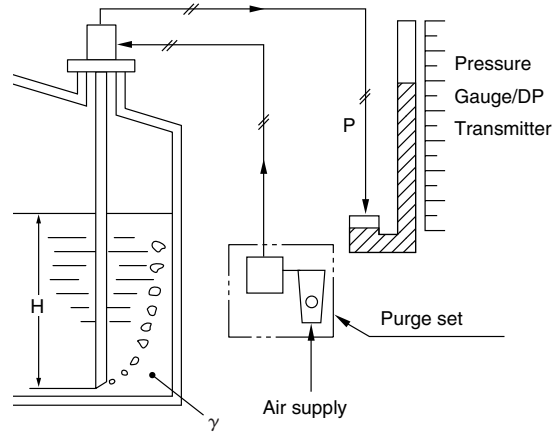 Pressure
Gauge/DP
Transmitter
P
H
Purge set
Air supply
γ